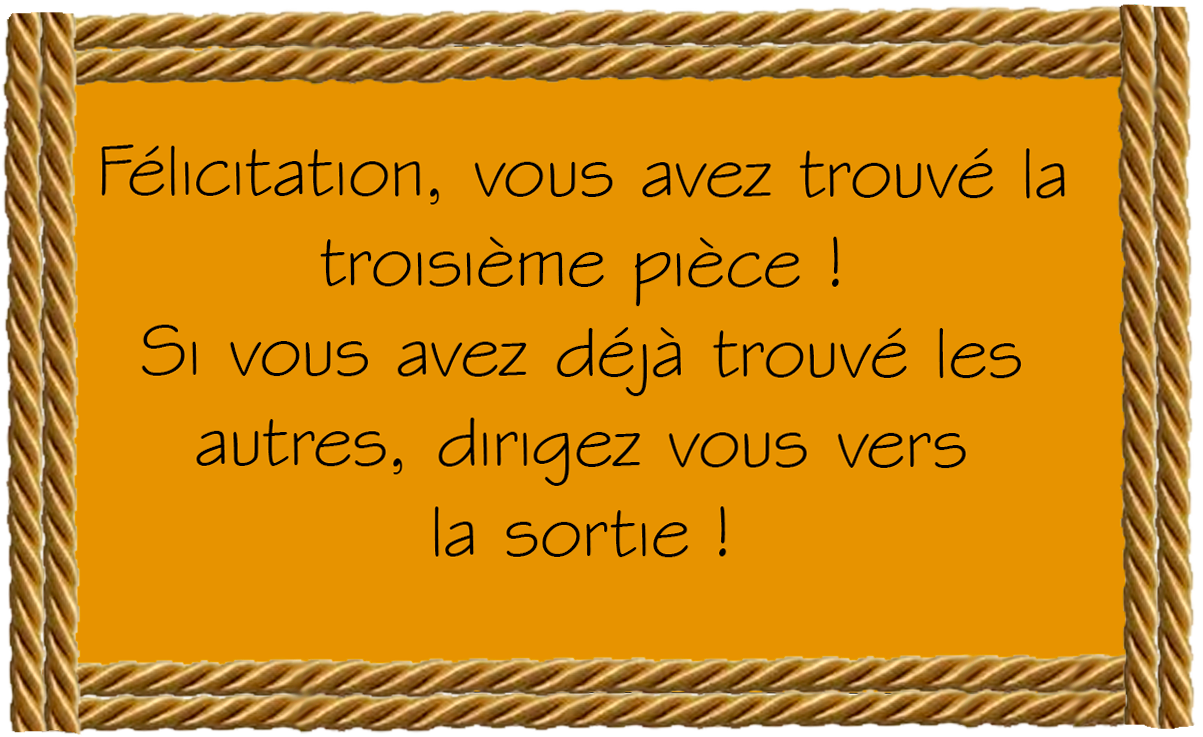 Félicitation, vous avez trouvé la
troisième pièce !
Si vous avez déjà trouvé les
autres, dirigez vous vers
la sortie !